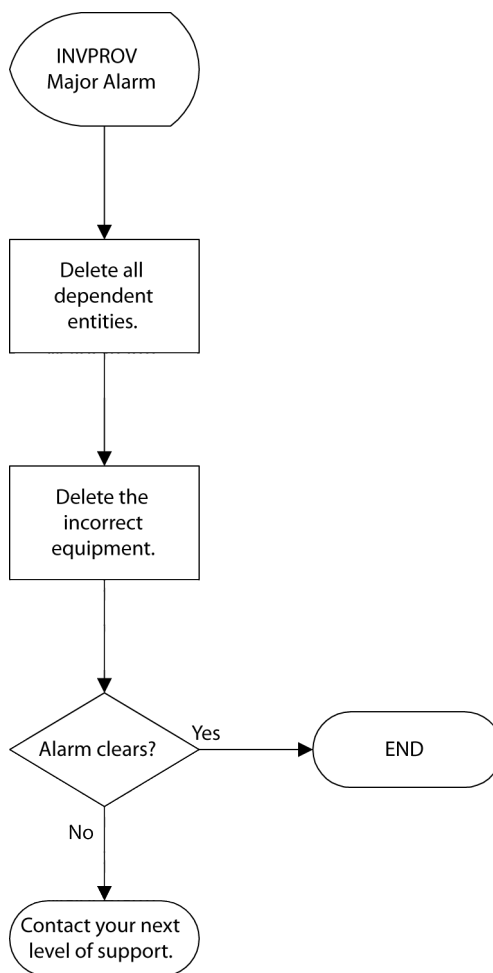 INVPROV
Major Alarm
Delete all
dependent
entities.
Delete the
incorrect
equipment.
Alarm clears?
Yes
END
No
Contact your next
level of support.